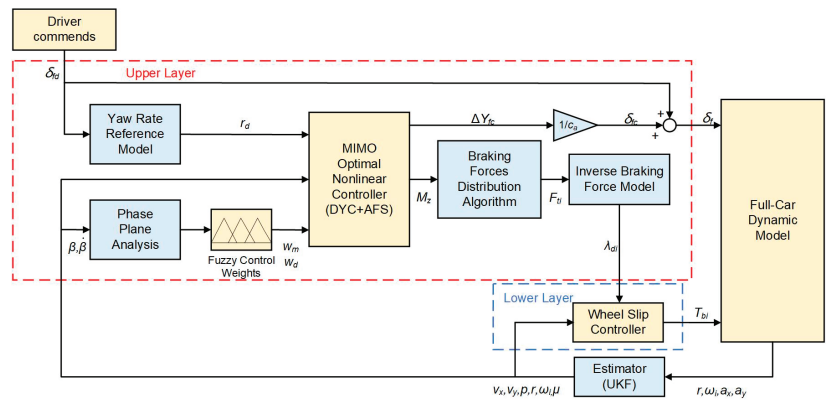 Driver
commands
δfd
Upper Layer
Yaw Rate
Reference
Model
rd
MIMO
Optimal
Nonlinear
Controller
(DYC+AFS)
ΔYfc
1/ca
δfc
+
+
δf
Mz
Braking
Forces
Distribution
Algorithm
Fti
Inverse Braking
Force Model
Full-Car
Dynamic
Model
β,β̇
Phase
Plane
Analysis
Fuzzy Control
Weights
wm
wd
λdi
Lower Layer
Wheel Slip
Controller
Tbi
Estimator
(UKF)
vx,vy,p,r,ωi,μ
r,ωi,ax,ay